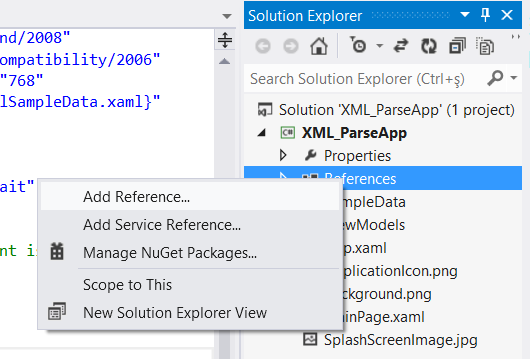 nd/2008"
ompatibility/2006"
"768"
lSampleData.xaml}"
ait"
nt is
Add Reference...
Add Service Reference...
Manage NuGet Packages...
Scope to This
New Solution Explorer View
Solution Explorer
Search Solution Explorer (Ctrl+ş)
Solution 'XML_ParseApp' (1 project)
C#
XML_ParseApp
Properties
References
mpleData
ewModels
p.xaml
plicationIcon.png
ckground.png
ainPage.xaml
SplashScreenImage.jpg